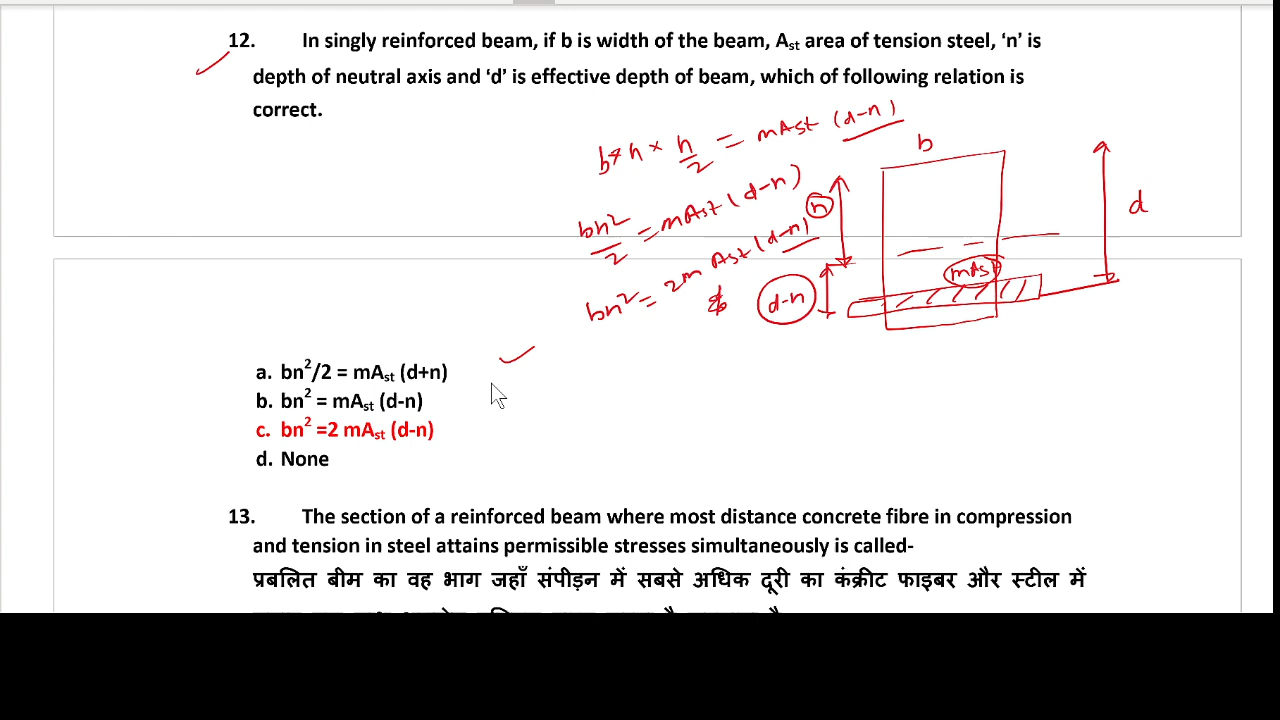 12. In singly reinforced beam, if b is width of the beam, Ast area of tension steel, ‘n’ is
depth of neutral axis and ‘d’ is effective depth of beam, which of following relation is
correct.
b×n × n/2 = mAst (d-n)
bn²/2 = mAst (d-n)
bn² = 2m Ast (d-n)
b
n
d-n
mAst
d
a. bn²/2 = mAst (d+n)
b. bn² = mAst (d-n)
c. bn² =2 mAst (d-n)
d. None
13. The section of a reinforced beam where most distance concrete fibre in compression
and tension in steel attains permissible stresses simultaneously is called-
प्रबलित बीम का वह भाग जहाँ संपीड़न में सबसे अधिक दूरी का कंक्रीट फाइबर और स्टील में